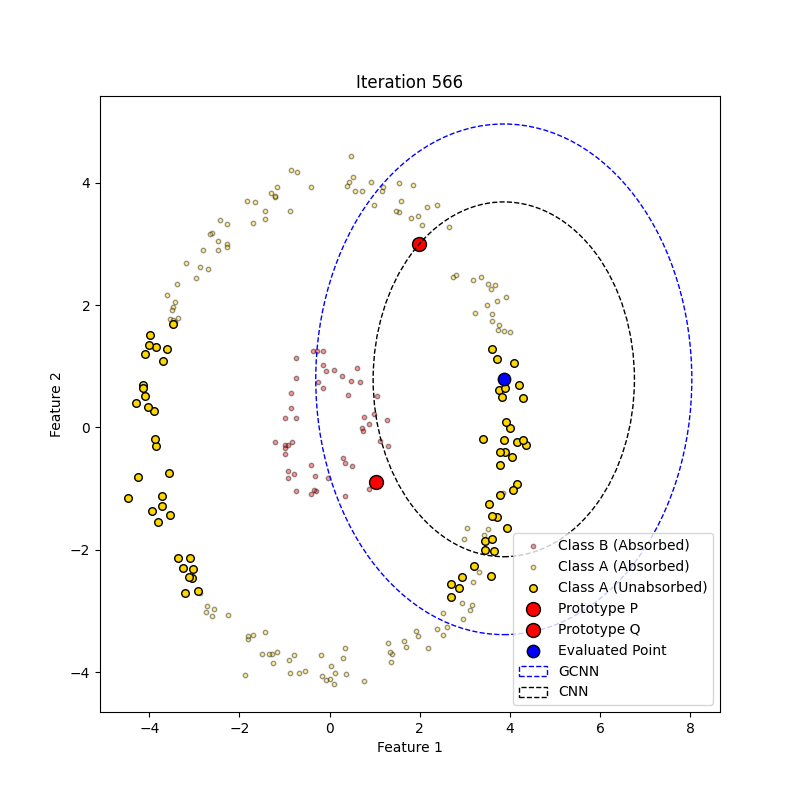 Iteration 566
Feature 2
4
2
0
−2
−4
Class B (Absorbed)
Class A (Absorbed)
Class A (Unabsorbed)
Prototype P
Prototype Q
Evaluated Point
GCNN
CNN
−4 −2 0 2 4 6 8
Feature 1